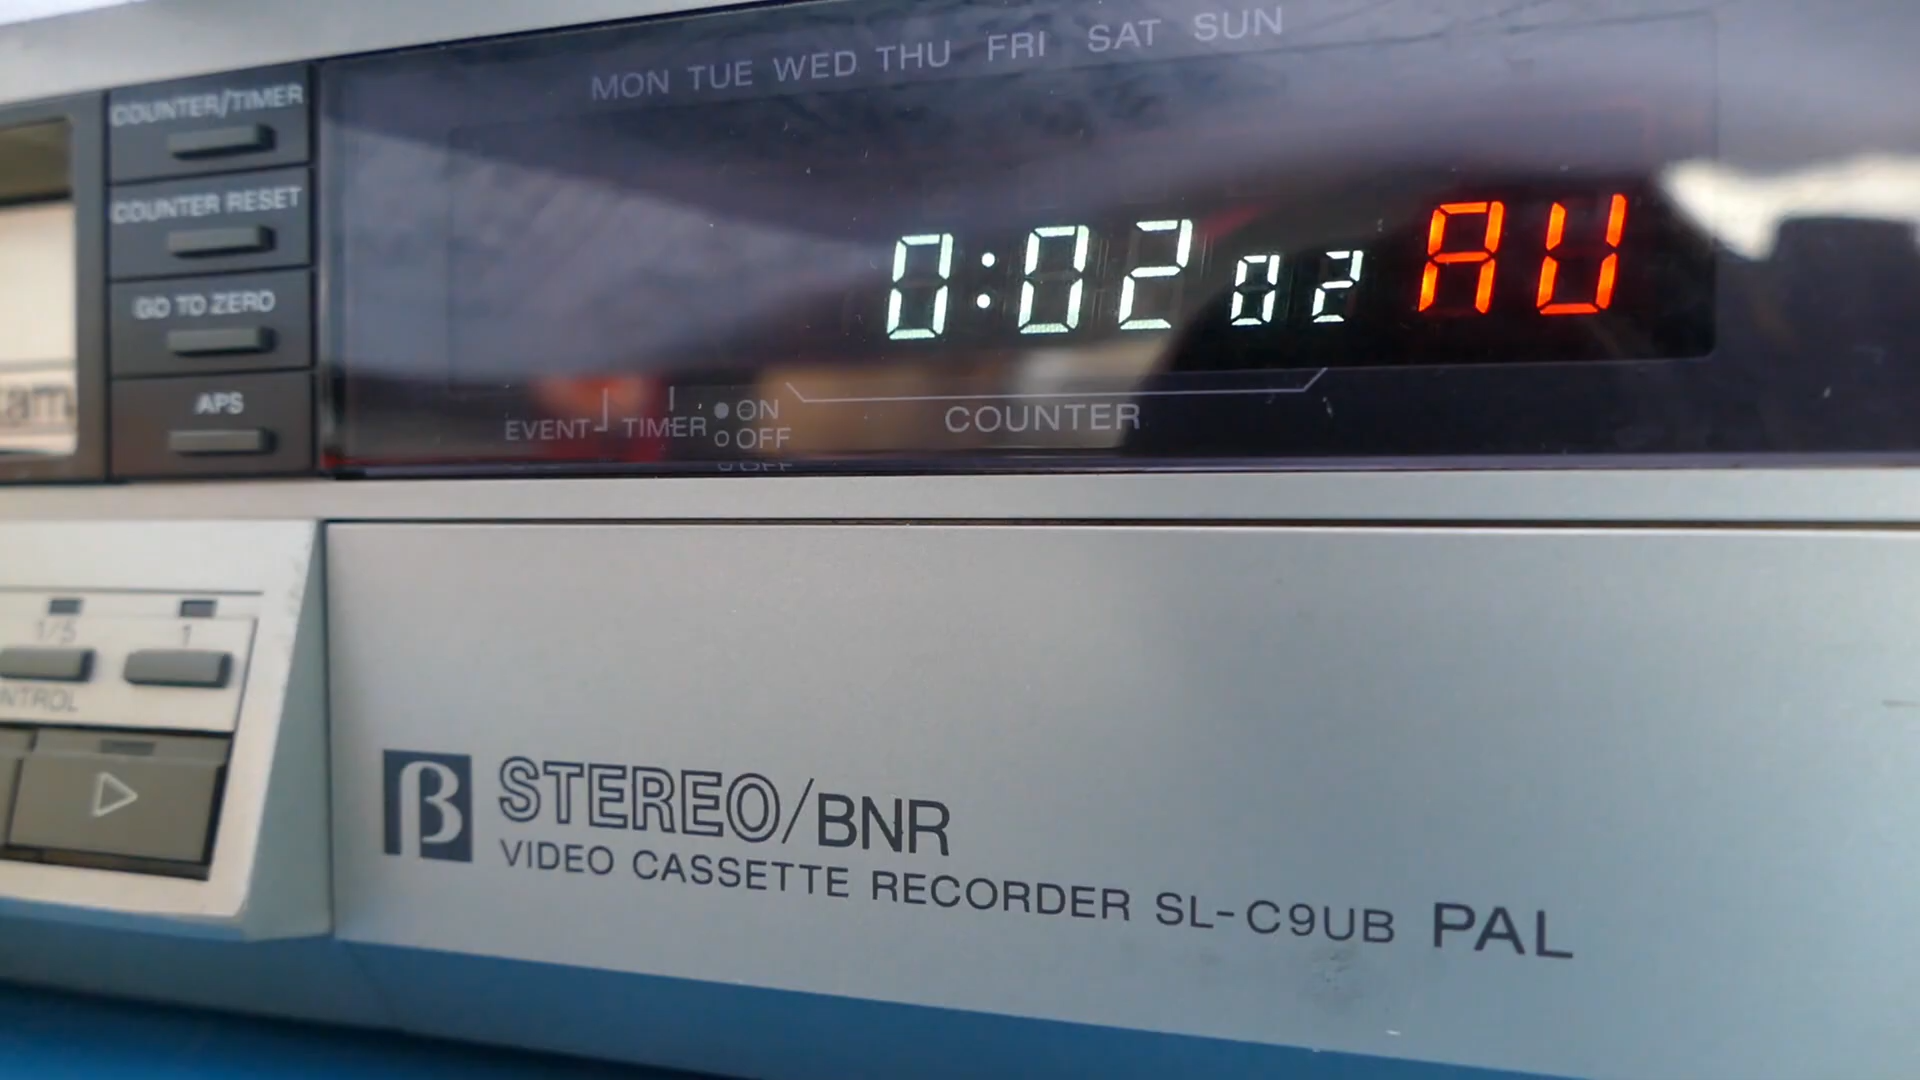 MON TUE WED THU FRI SAT SUN
COUNTER/TIMER
COUNTER RESET
GO TO ZERO
APS
0:02 02 AU
EVENT TIMER ON
OFF
COUNTER
1/5 1
β STEREO/BNR
VIDEO CASSETTE RECORDER SL-C9UB PAL